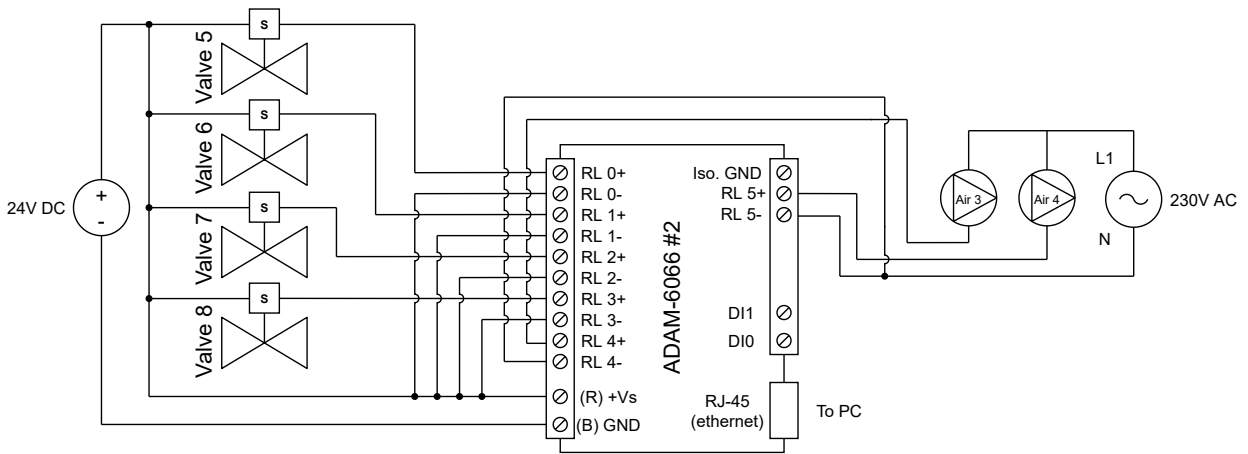 Valve 5
S
Valve 6
S
Valve 7
S
Valve 8
S
24V DC
+
-
RL 0+
RL 0-
RL 1+
RL 1-
RL 2+
RL 2-
RL 3+
RL 3-
RL 4+
RL 4-
(R) +Vs
(B) GND
ADAM-6066 #2
Iso. GND
RL 5+
RL 5-
DI1
DI0
RJ-45
(ethernet)
To PC
Air 3
Air 4
L1
N
230V AC